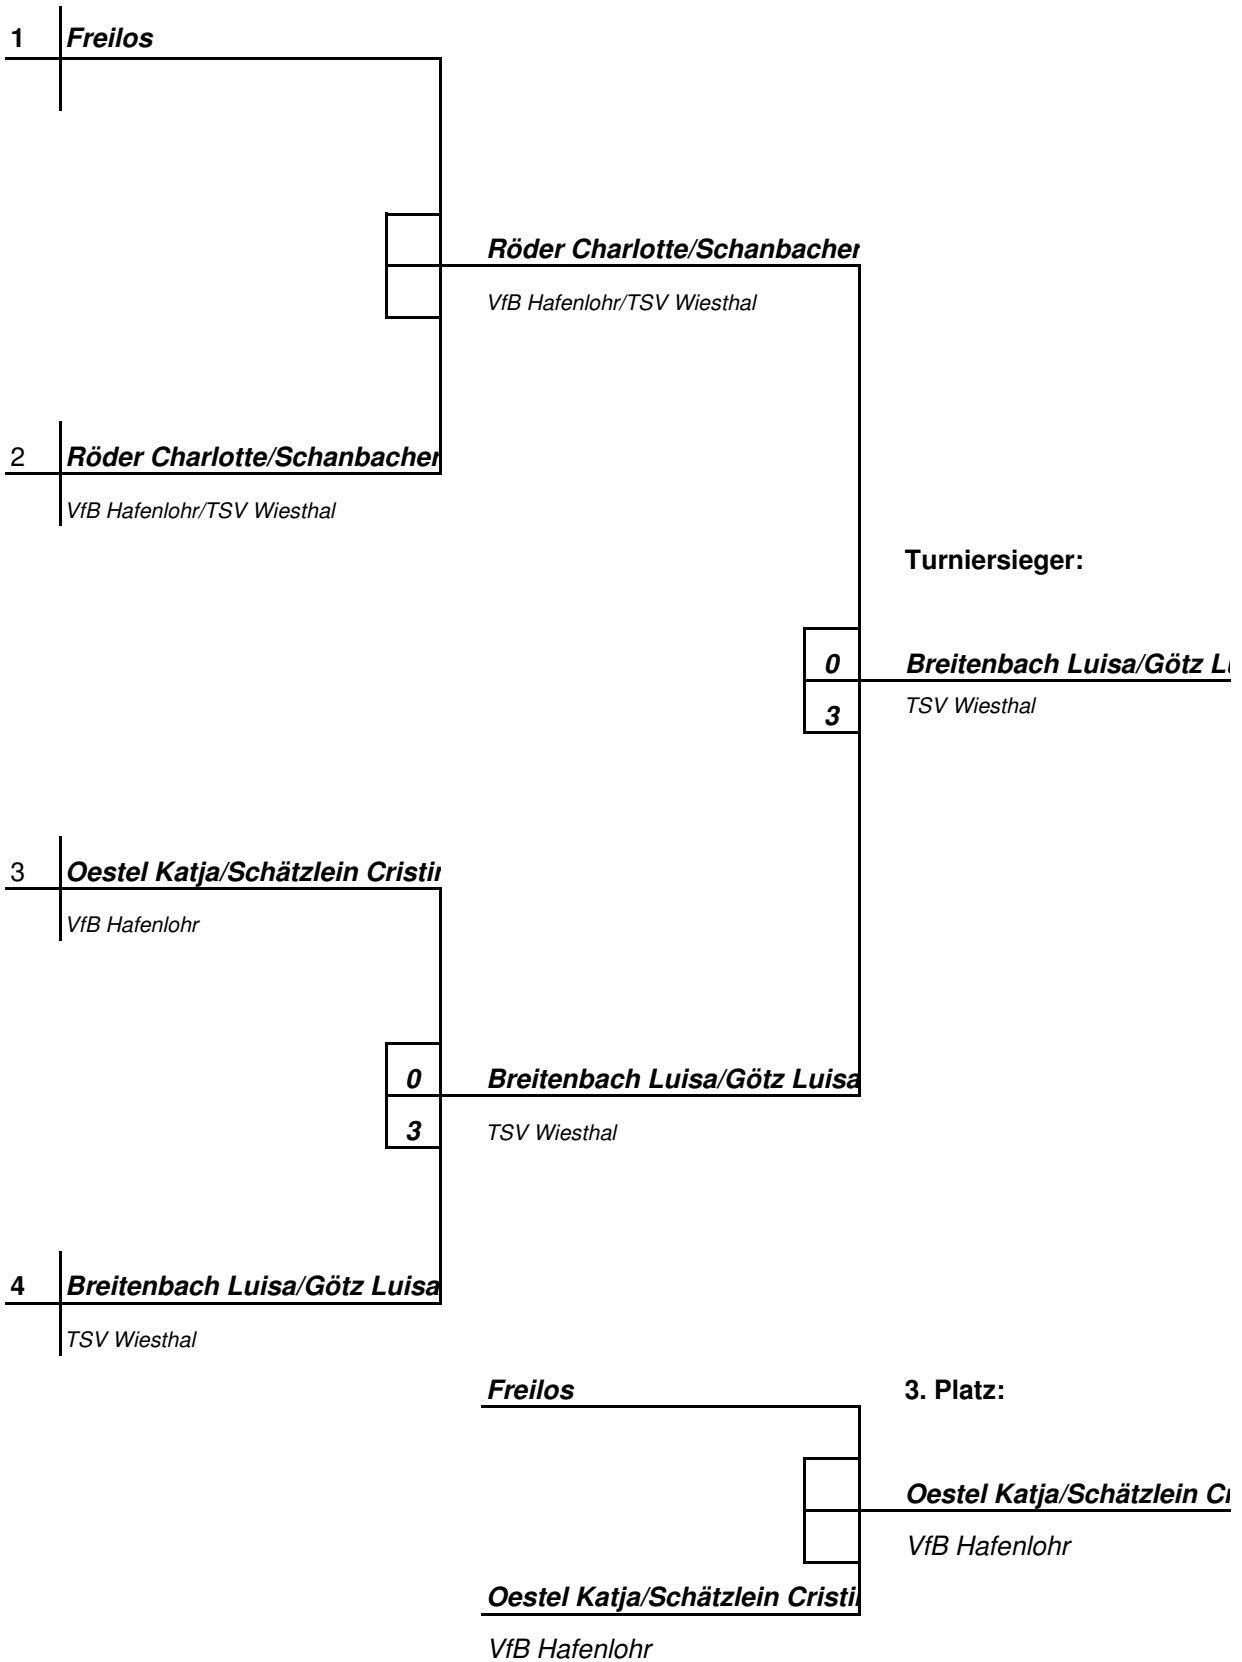 1 Freilos
Röder Charlotte/Schanbacher
VfB Hafenlohr/TSV Wiesthal
2 Röder Charlotte/Schanbacher
VfB Hafenlohr/TSV Wiesthal
Turniersieger:
0 Breitenbach Luisa/Götz
3 TSV Wiesthal
3 Oestel Katja/Schätzlein
VfB Hafenlohr
0 Breitenbach Luisa/Götz Luisa
3 TSV Wiesthal
4 Breitenbach Luisa/Götz Luisa
TSV Wiesthal
Freilos 3. Platz:
Oestel Katja/Schätzlein
VfB Hafenlohr
Oestel Katja/Schätzlein
VfB Hafenlohr